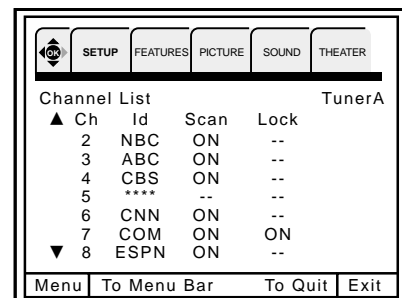 OK SETUP FEATURES PICTURE SOUND THEATER
Channel List TunerA
▲ Ch Id Scan Lock
2 NBC ON --
3 ABC ON --
4 CBS ON --
5 **** -- --
6 CNN ON --
7 COM ON ON
▼ 8 ESPN ON --
Menu To Menu Bar To Quit Exit